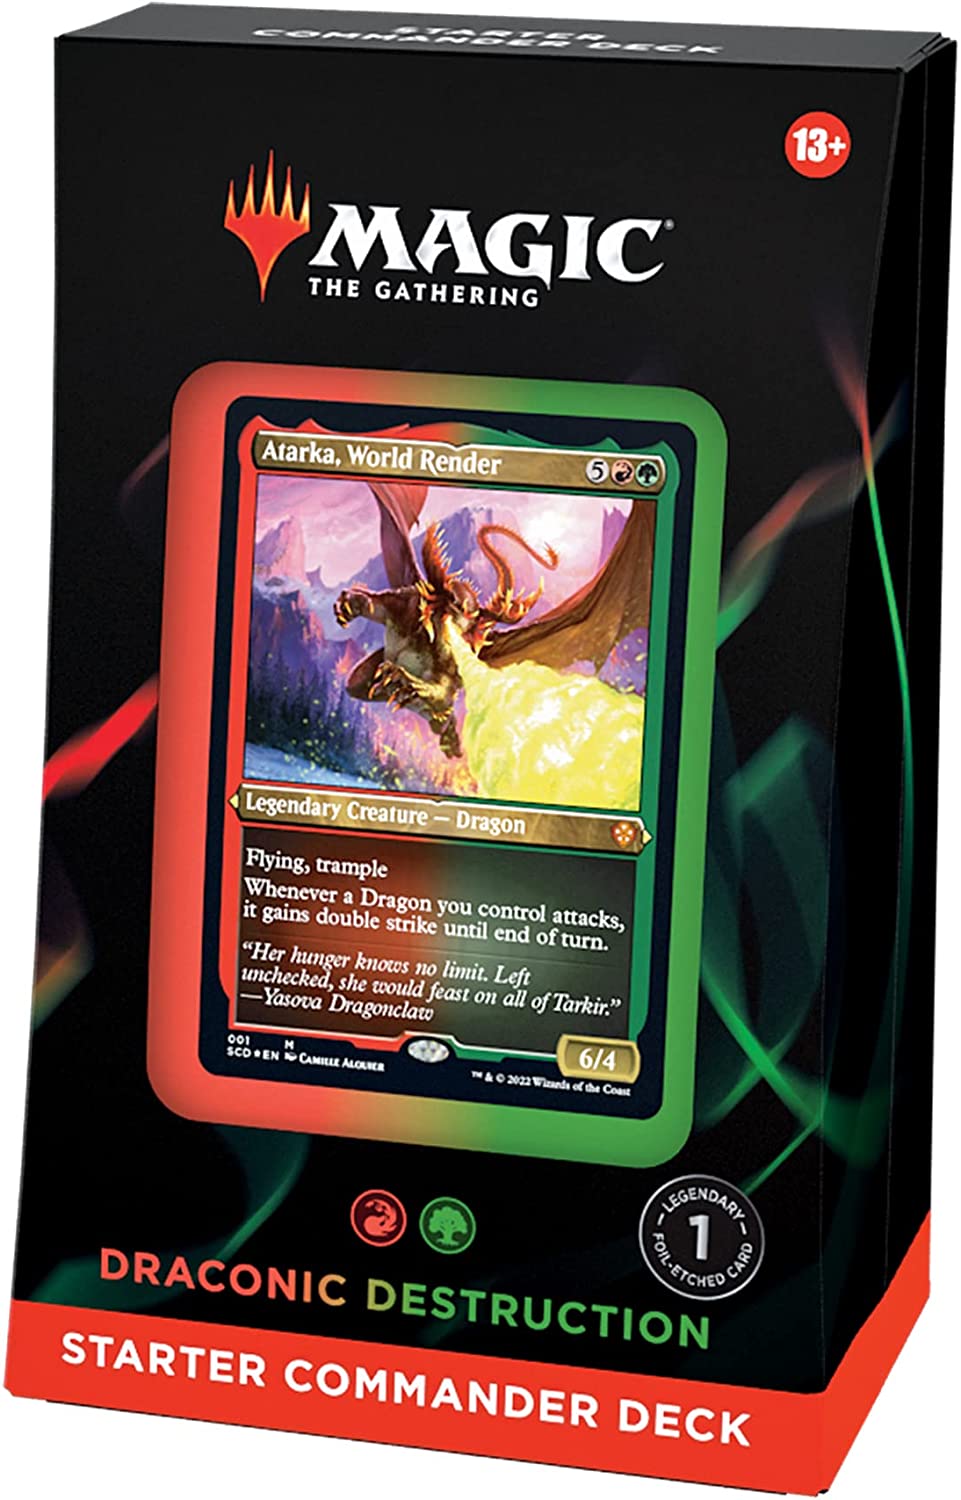 STARTER
COMMANDER DECK
13+
MAGIC®
THE GATHERING
Atarka, World Render
5
Legendary Creature — Dragon
Flying, trample
Whenever a Dragon you control attacks,
it gains double strike until end of turn.
“Her hunger knows no limit. Left
unchecked, she would feast on all of Tarkir.”
—Yasova Dragonclaw
6/4
001 M
SCD★EN CAMILLE ALQUIER
™ & © 2022 Wizards of the Coast
LEGENDARY
1
FOIL-ETCHED CARD
DRACONIC DESTRUCTION
STARTER COMMANDER DECK